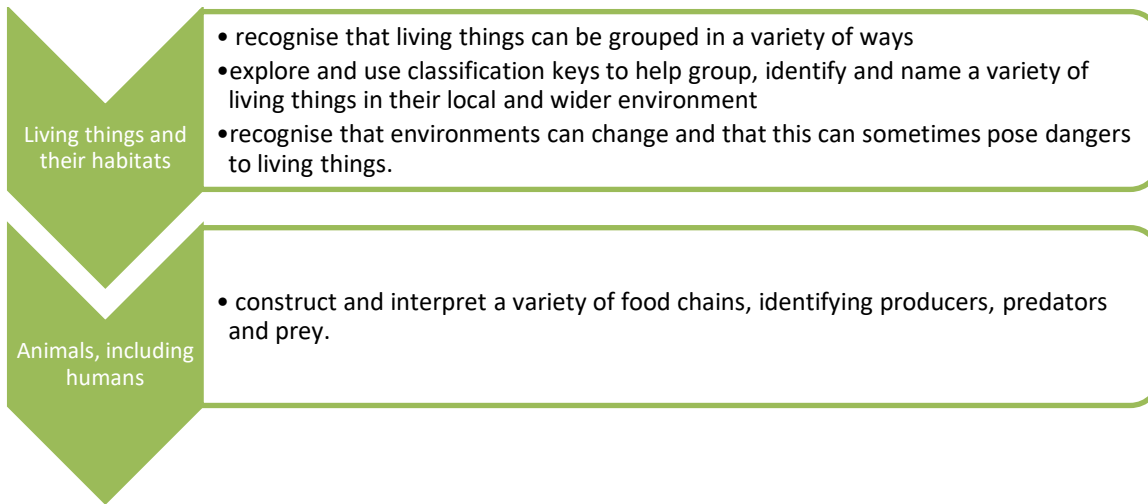 Living things and
their habitats
• recognise that living things can be grouped in a variety of ways
•explore and use classification keys to help group, identify and name a variety of
living things in their local and wider environment
•recognise that environments can change and that this can sometimes pose dangers
to living things.
Animals, including
humans
• construct and interpret a variety of food chains, identifying producers, predators
and prey.